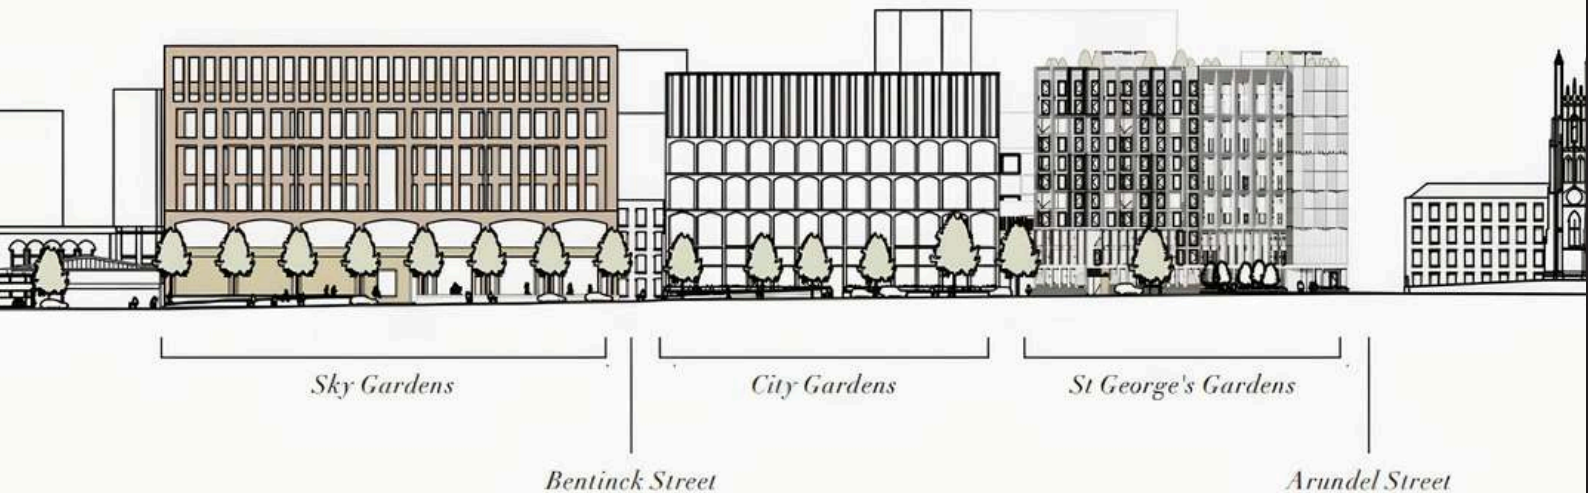 Sky Gardens
City Gardens
St George's Gardens
Bentinck Street
Arundel Street